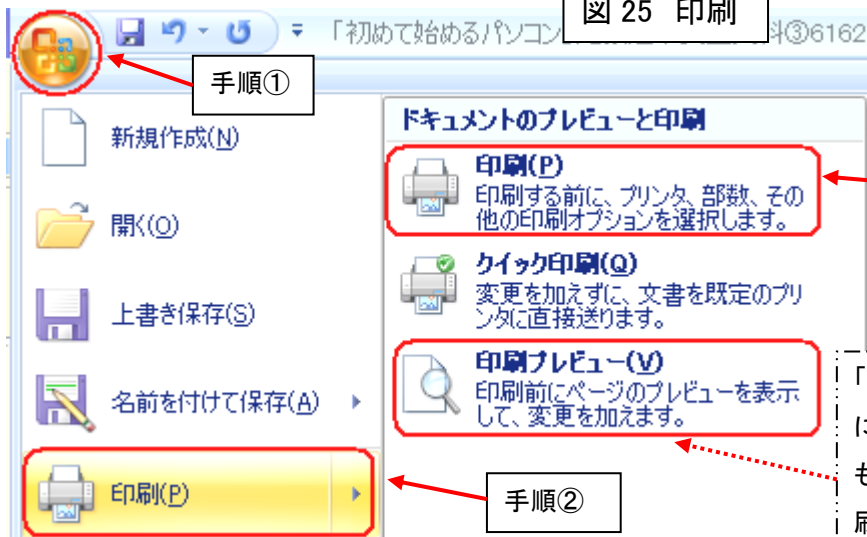 図 25 印刷
「初めて始めるパソコン
③6162
手順①
ドキュメントのプレビューと印刷
新規作成(N)
印刷(P)
印刷する前に、プリンタ、部数、その
他の印刷オプションを選択します。
開く(O)
クイック印刷(Q)
変更を加えずに、文書を既定のプリ
ンタに直接送ります。
上書き保存(S)
印刷プレビュー(V)
印刷前にページのプレビューを表示
して、変更を加えます。
名前を付けて保存(A)
印刷(P)
手順②
「
に
も